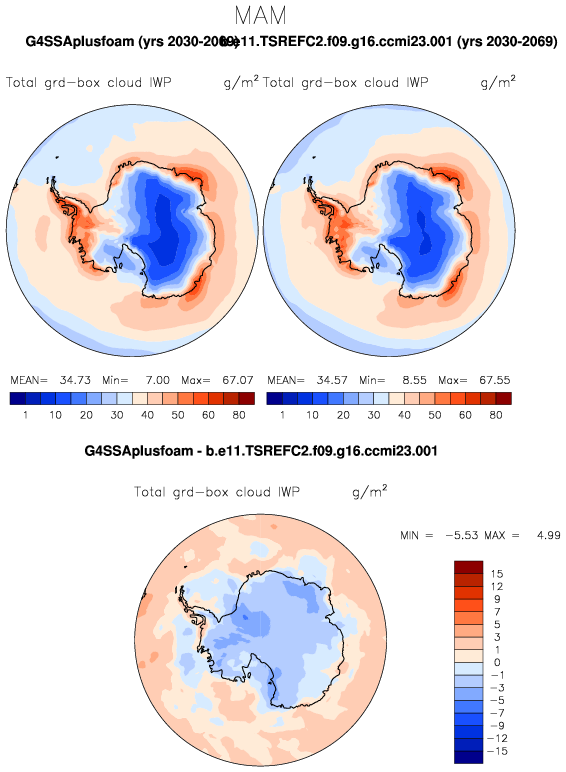 MAM
G4SSAplusfoam (yrs 2030-2069) b.e11.TSREFC2.f09.g16.ccmi23.001 (yrs 2030-2069)
Total grd-box cloud IWP g/m² Total grd-box cloud IWP g/m²
MEAN= 34.73 Min= 7.00 Max= 67.07 MEAN= 34.57 Min= 8.55 Max= 67.55
1 10 20 30 40 50 60 80 1 10 20 30 40 50 60 80
G4SSAplusfoam - b.e11.TSREFC2.f09.g16.ccmi23.001
Total grd-box cloud IWP g/m²
MIN = -5.53 MAX = 4.99
15
12
9
7
5
3
1
0
-1
-3
-5
-7
-9
-12
-15